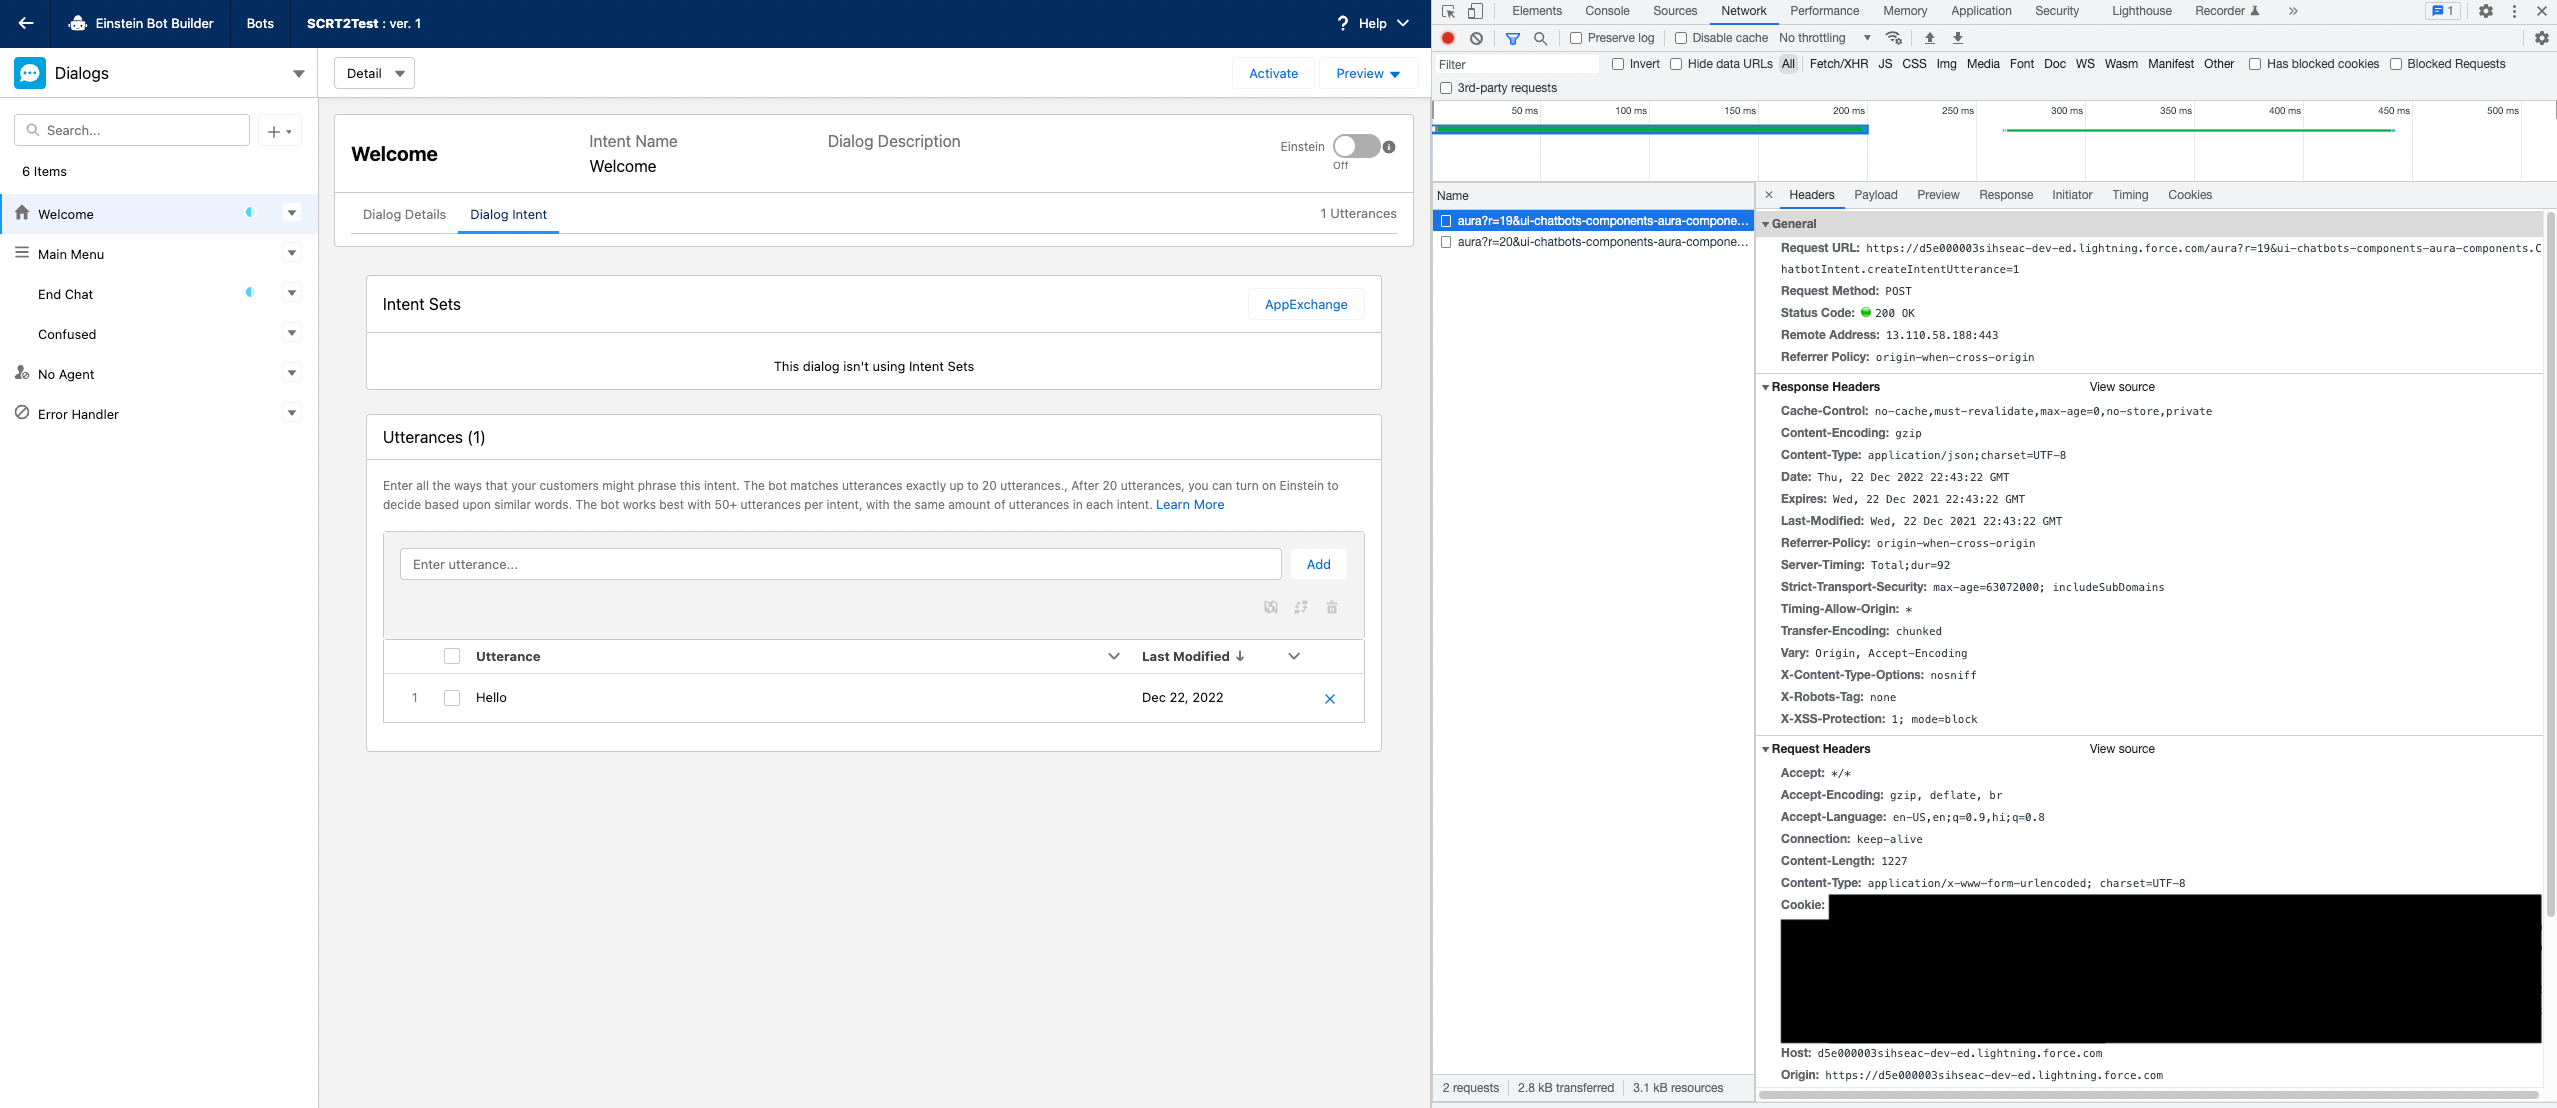 Einstein Bot Builder
Bots
SCRT2Test : ver. 1
? Help
Dialogs
Detail
Activate
Preview
Search...
6 Items
Welcome
Main Menu
End Chat
Confused
No Agent
Error Handler
Welcome
Intent Name
Welcome
Dialog Description
Einstein
Off
Dialog Details
Dialog Intent
1 Utterances
Intent Sets
AppExchange
This dialog isn't using Intent Sets
Utterances (1)
Enter all the ways that your customers might phrase this intent. The bot matches utterances exactly up to 20 utterances., After 20 utterances, you can turn on Einstein to
decide based upon similar words. The bot works best with 50+ utterances per intent, with the same amount of utterances in each intent. Learn More
Enter utterance...
Add
Utterance
Last Modified
1
Hello
Dec 22, 2022
Elements
Console
Sources
Network
Performance
Memory
Application
Security
Lighthouse
Recorder
1
Preserve log
Disable cache
No throttling
Filter
Invert
Hide data URLs
All
Fetch/XHR
JS
CSS
Img
Media
Font
Doc
WS
Wasm
Manifest
Other
Has blocked cookies
Blocked Requests
3rd-party requests
50 ms
100 ms
150 ms
200 ms
250 ms
300 ms
350 ms
400 ms
450 ms
500 ms
Name
aura?r=19&ui-chatbots-components-aura-compone...
aura?r=20&ui-chatbots-components-aura-compone...
Headers
Payload
Preview
Response
Initiator
Timing
Cookies
General
Request URL: https://d5e000003sihseac-dev-ed.lightning.force.com/aura?r=19&ui-chatbots-components-aura-components.C
hatbotIntent.createIntentUtterance=1
Request Method: POST
Status Code: 200 OK
Remote Address: 13.110.58.188:443
Referrer Policy: origin-when-cross-origin
Response Headers
View source
Cache-Control: no-cache,must-revalidate,max-age=0,no-store,private
Content-Encoding: gzip
Content-Type: application/json;charset=UTF-8
Date: Thu, 22 Dec 2022 22:43:22 GMT
Expires: Wed, 22 Dec 2021 22:43:22 GMT
Last-Modified: Wed, 22 Dec 2021 22:43:22 GMT
Referrer-Policy: origin-when-cross-origin
Server-Timing: Total;dur=92
Strict-Transport-Security: max-age=63072000; includeSubDomains
Timing-Allow-Origin: *
Transfer-Encoding: chunked
Vary: Origin, Accept-Encoding
X-Content-Type-Options: nosniff
X-Robots-Tag: none
X-XSS-Protection: 1; mode=block
Request Headers
View source
Accept: */*
Accept-Encoding: gzip, deflate, br
Accept-Language: en-US,en;q=0.9,hi;q=0.8
Connection: keep-alive
Content-Length: 1227
Content-Type: application/x-www-form-urlencoded; charset=UTF-8
Cookie:
Host: d5e000003sihseac-dev-ed.lightning.force.com
Origin: https://d5e000003sihseac-dev-ed.lightning.force.com
2 requests
2.8 kB transferred
3.1 kB resources